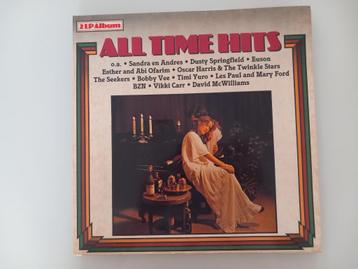 2 LP Album
ALL TIME HITS
o.a. • Sandra en Andres • Dusty Springfield • Euson
Esther and Abi Ofarim • Oscar Harris & The Twinkle Stars
The Seekers • Bobby Vee • Timi Yuro • Les Paul and Mary Ford
BZN • Vikki Carr • David McWilliams